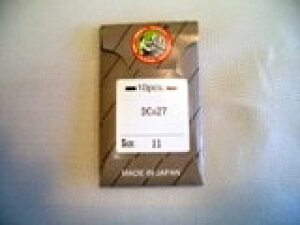 10pcs.
DCx27
Size 11
MADE IN JAPAN